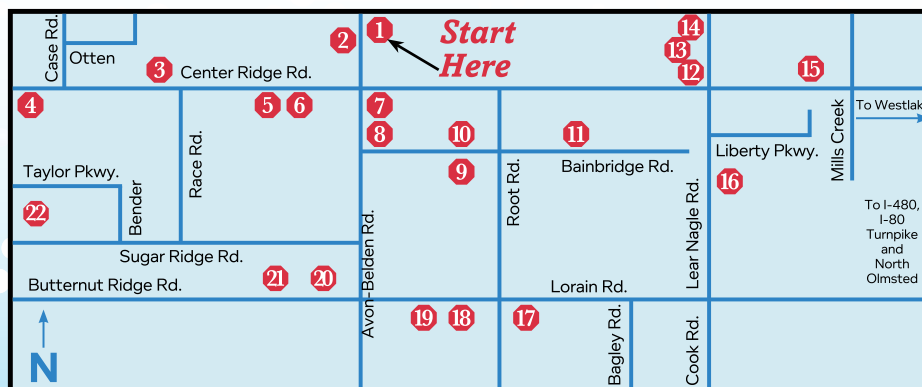 Case Rd.
Otten
3
Center Ridge Rd.
2
1
Start
Here
14
13
12
15
4
5
6
7
8
10
11
Race Rd.
Taylor Pkwy.
Bender
22
9
Root Rd.
Bainbridge Rd.
Liberty Pkwy.
16
Mills Creek
To Westlak
Lear Nagle Rd.
To I-480,
I-80
Turnpike
and
North
Olmsted
Avon-Belden Rd.
Sugar Ridge Rd.
Butternut Ridge Rd.
21
20
Lorain Rd.
19
18
17
Bagley Rd.
Cook Rd.
N